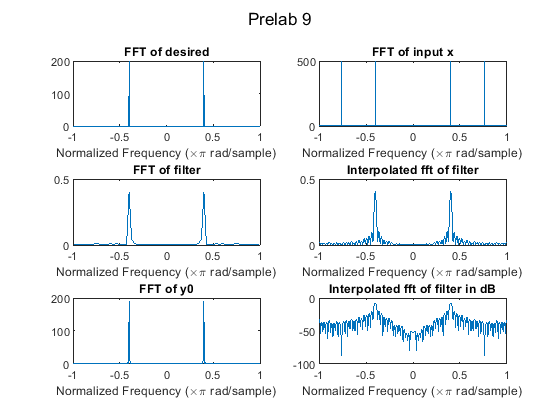 Prelab 9
FFT of desired
200
100
0
-1 -0.5 0 0.5 1
Normalized Frequency (×π rad/sample)
FFT of input x
500
0
-1 -0.5 0 0.5 1
Normalized Frequency (×π rad/sample)
FFT of filter
0.5
0
-1 -0.5 0 0.5 1
Normalized Frequency (×π rad/sample)
Interpolated fft of filter
0.5
0
-1 -0.5 0 0.5 1
Normalized Frequency (×π rad/sample)
FFT of y0
200
100
0
-1 -0.5 0 0.5 1
Normalized Frequency (×π rad/sample)
Interpolated fft of filter in dB
0
-50
-100
-1 -0.5 0 0.5 1
Normalized Frequency (×π rad/sample)